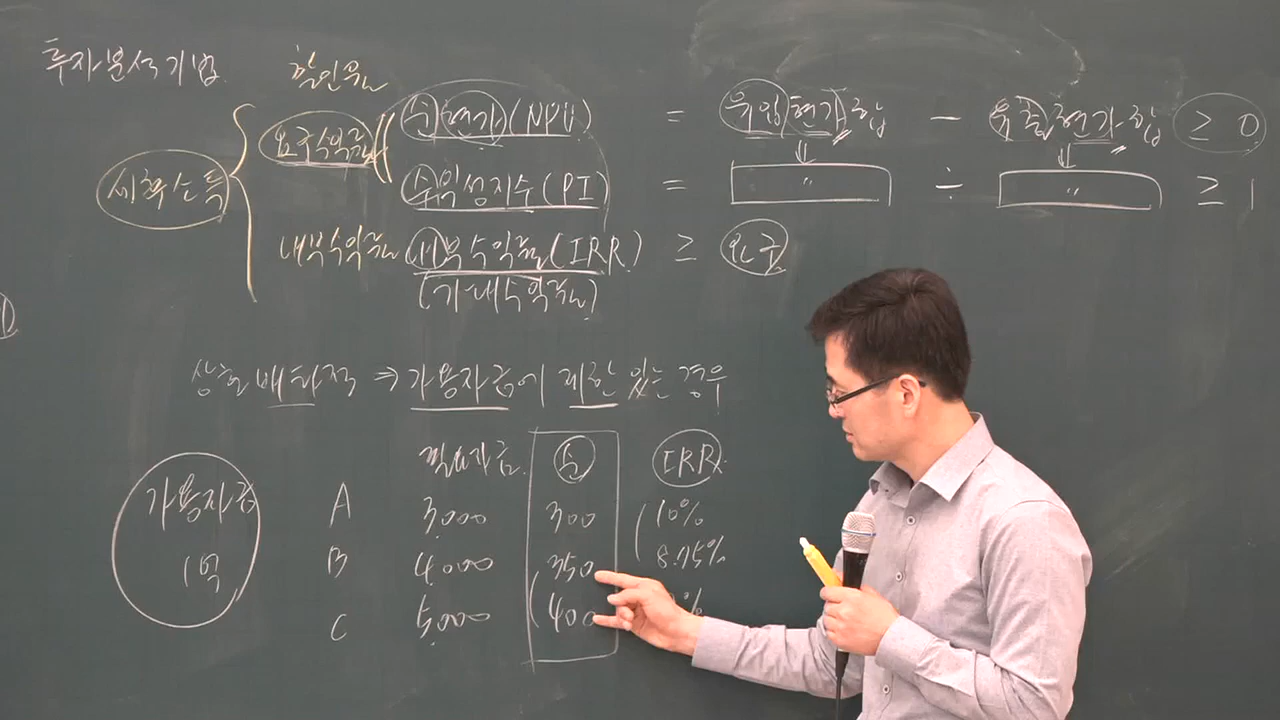 투자분석기법 할인율
요구수익률 순현가(NPV) = 유입현가합 - 유출현가합 ≥ 0
세후소득 수익성지수(PI) = 〃 ÷ 〃 ≥ 1
내부수익률 내부수익률(IRR) ≥ 요구
(기대수익률)
상호배타적 ⇒ 가용자금에 제한 있는 경우
필요자금 순 IRR
가용자금 A 3,000 300 10%
1억 B 4,000 350 8.75%
C 5,000 400 %